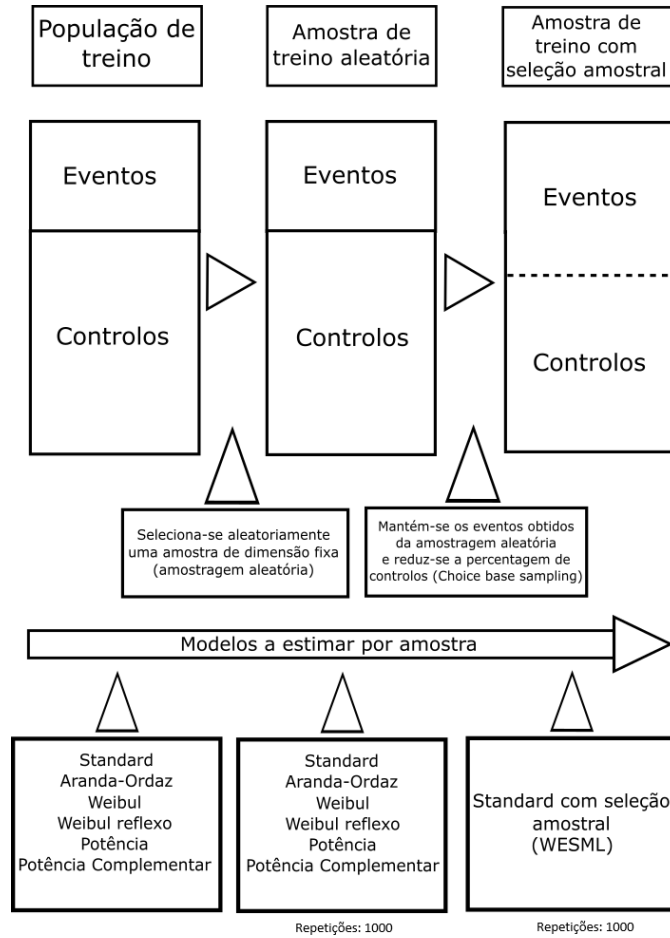 População de
treino
Amostra de
treino aleatória
Amostra de
treino com
seleção amostral
Eventos
Controlos
Eventos
Controlos
Eventos
Controlos
Seleciona-se aleatoriamente
uma amostra de dimensão fixa
(amostragem aleatória)
Mantém-se os eventos obtidos
da amostragem aleatória
e reduz-se a percentagem de
controlos (Choice base sampling)
Modelos a estimar por amostra
Standard
Aranda-Ordaz
Weibul
Weibul reflexo
Potência
Potência Complementar
Standard
Aranda-Ordaz
Weibul
Weibul reflexo
Potência
Potência Complementar
Standard com seleção
amostral
(WESML)
Repetições: 1000
Repetições: 1000